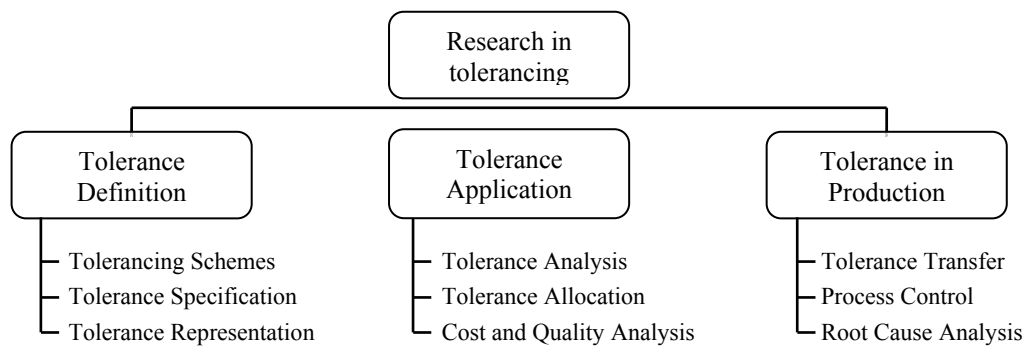 Research in
tolerancing
Tolerance
Definition
Tolerancing Schemes
Tolerance Specification
Tolerance Representation
Tolerance
Application
Tolerance Analysis
Tolerance Allocation
Cost and Quality Analysis
Tolerance in
Production
Tolerance Transfer
Process Control
Root Cause Analysis